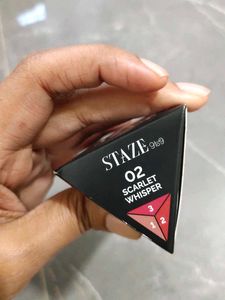 STAZE 9to9
02
SCARLET
WHISPER
3
1 2